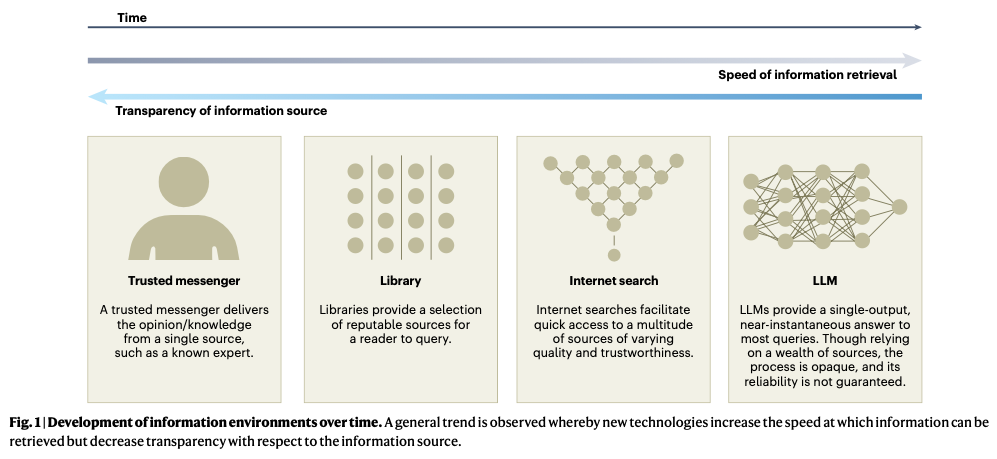 Time
Speed of information retrieval
Transparency of information source
Trusted messenger
A trusted messenger delivers
the opinion/knowledge
from a single source,
such as a known expert.
Library
Libraries provide a selection
of reputable sources for
a reader to query.
Internet search
Internet searches facilitate
quick access to a multitude
of sources of varying
quality and trustworthiness.
LLM
LLMs provide a single-output,
near-instantaneous answer to
most queries. Though relying
on a wealth of sources, the
process is opaque, and its
reliability is not guaranteed.
Fig. 1 | Development of information environments over time. A general trend is observed whereby new technologies increase the speed at which information can be
retrieved but decrease transparency with respect to the information source.